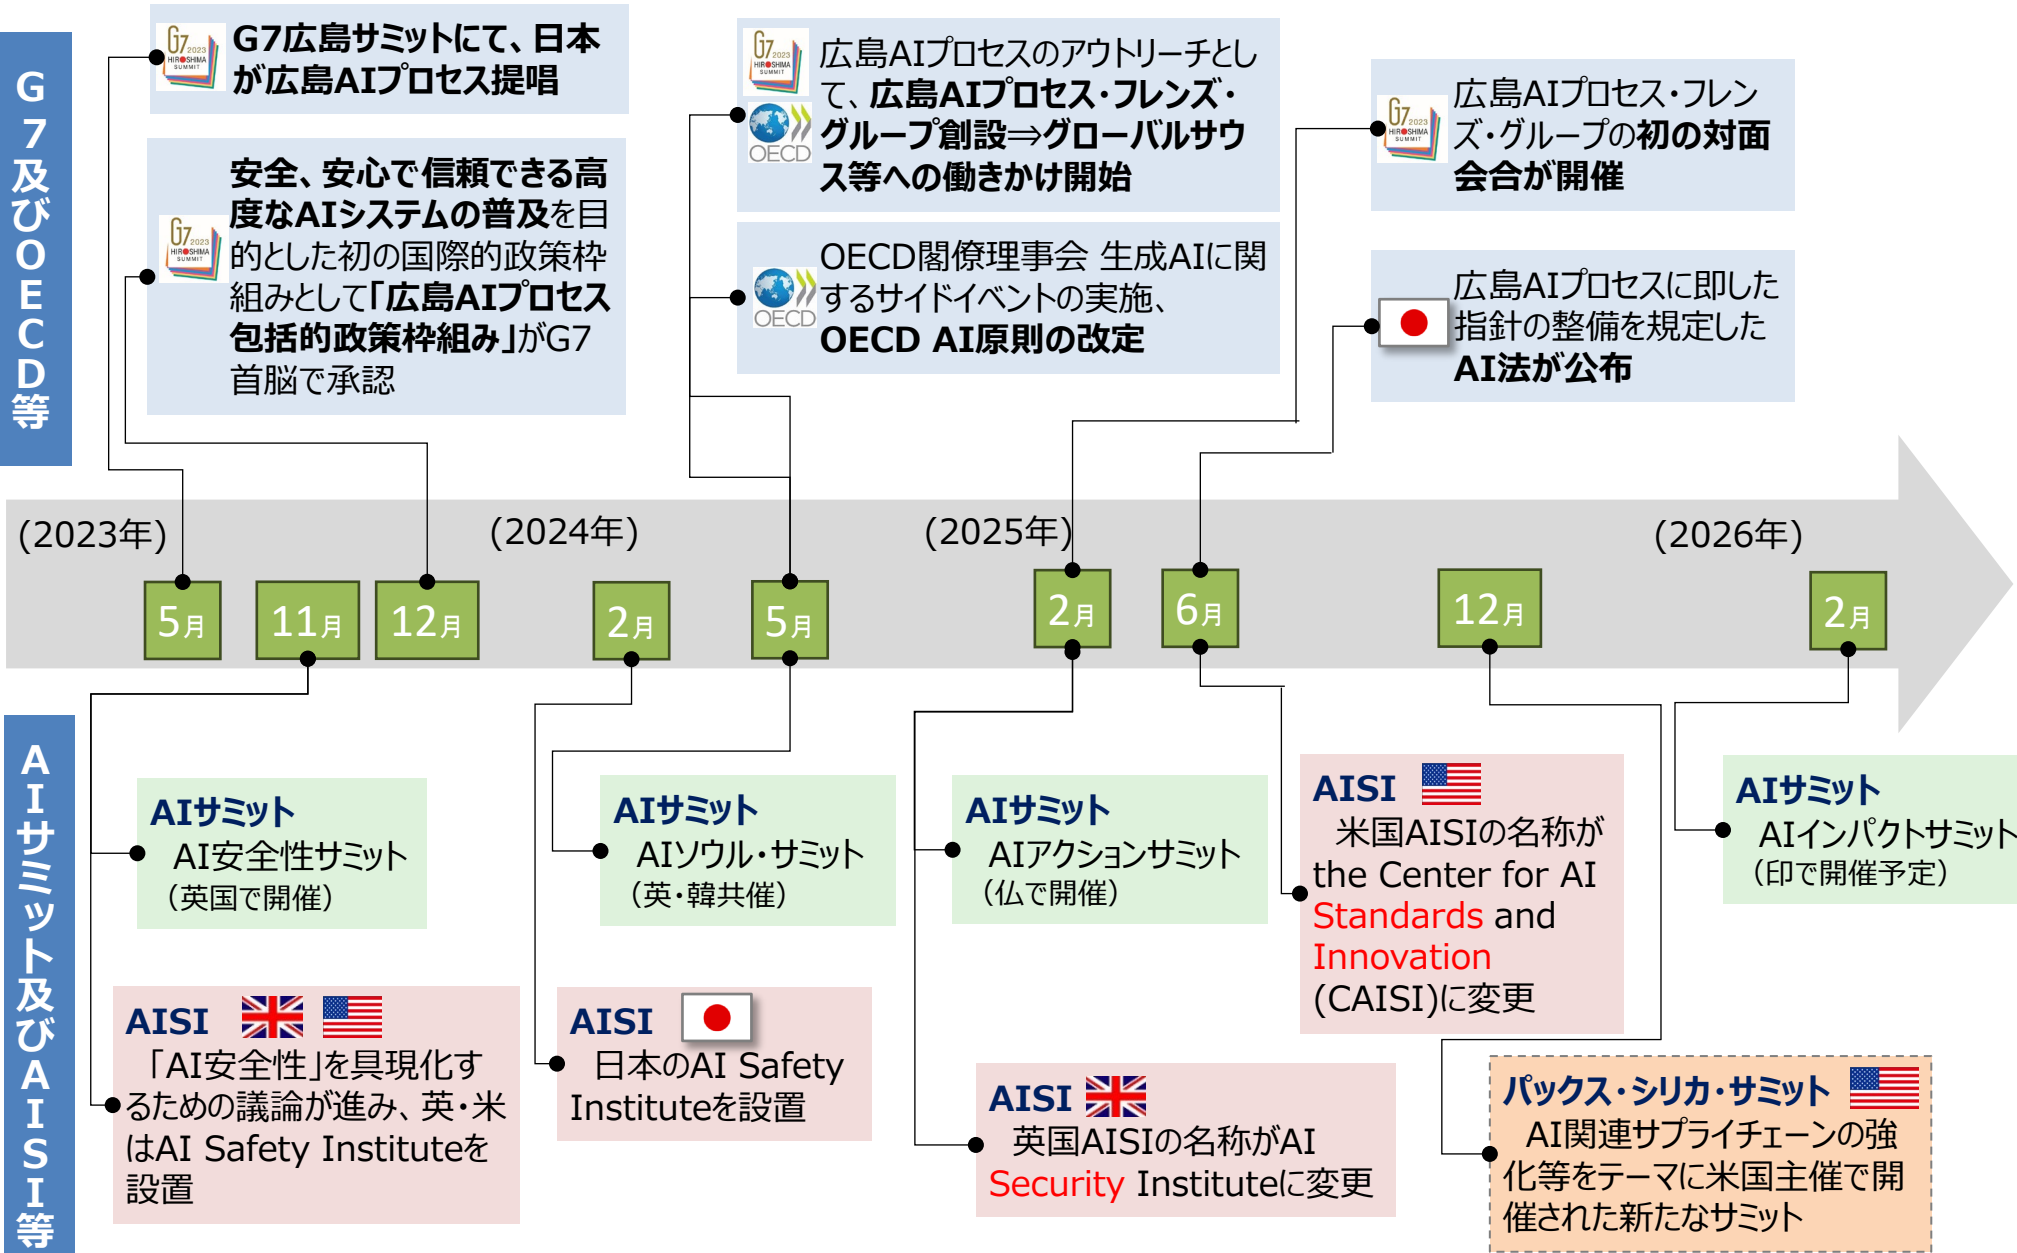 G7及びOECD等
G7 2023
HIROSHIMA
SUMMIT
G7広島サミットにて、日本
が広島AIプロセス提唱
G7 2023
HIROSHIMA
SUMMIT
安全、安心で信頼できる高
度なAIシステムの普及を目
的とした初の国際的政策枠
組みとして「広島AIプロセス
包括的政策枠組み」がG7
首脳で承認
G7 2023
HIROSHIMA
SUMMIT
OECD
広島AIプロセスのアウトリーチとし
て、広島AIプロセス・フレンズ・
グループ創設⇒グローバルサウ
ス等への働きかけ開始
OECD
OECD閣僚理事会 生成AIに関
するサイドイベントの実施、
OECD AI原則の改定
G7 2023
HIROSHIMA
SUMMIT
広島AIプロセス・フレン
ズ・グループの初の対面
会合が開催
広島AIプロセスに即した
指針の整備を規定した
AI法が公布
(2023年)
(2024年)
(2025年)
(2026年)
5月
11月
12月
2月
5月
2月
6月
12月
2月
AIサミット及びAISI等
AIサミット
AI安全性サミット
（英国で開催）
AISI
「AI安全性」を具現化す
るための議論が進み、英・米
はAI Safety Instituteを
設置
AIサミット
AIソウル・サミット
（英・韓共催）
AISI
日本のAI Safety
Instituteを設置
AIサミット
AIアクションサミット
（仏で開催）
AISI
英国AISIの名称がAI
Security Instituteに変更
AISI
米国AISIの名称が
the Center for AI
Standards and
Innovation
(CAISI)に変更
パックス・シリカ・サミット
AI関連サプライチェーンの強
化等をテーマに米国主催で開
催された新たなサミット
AIサミット
AIインパクトサミット
（印で開催予定）